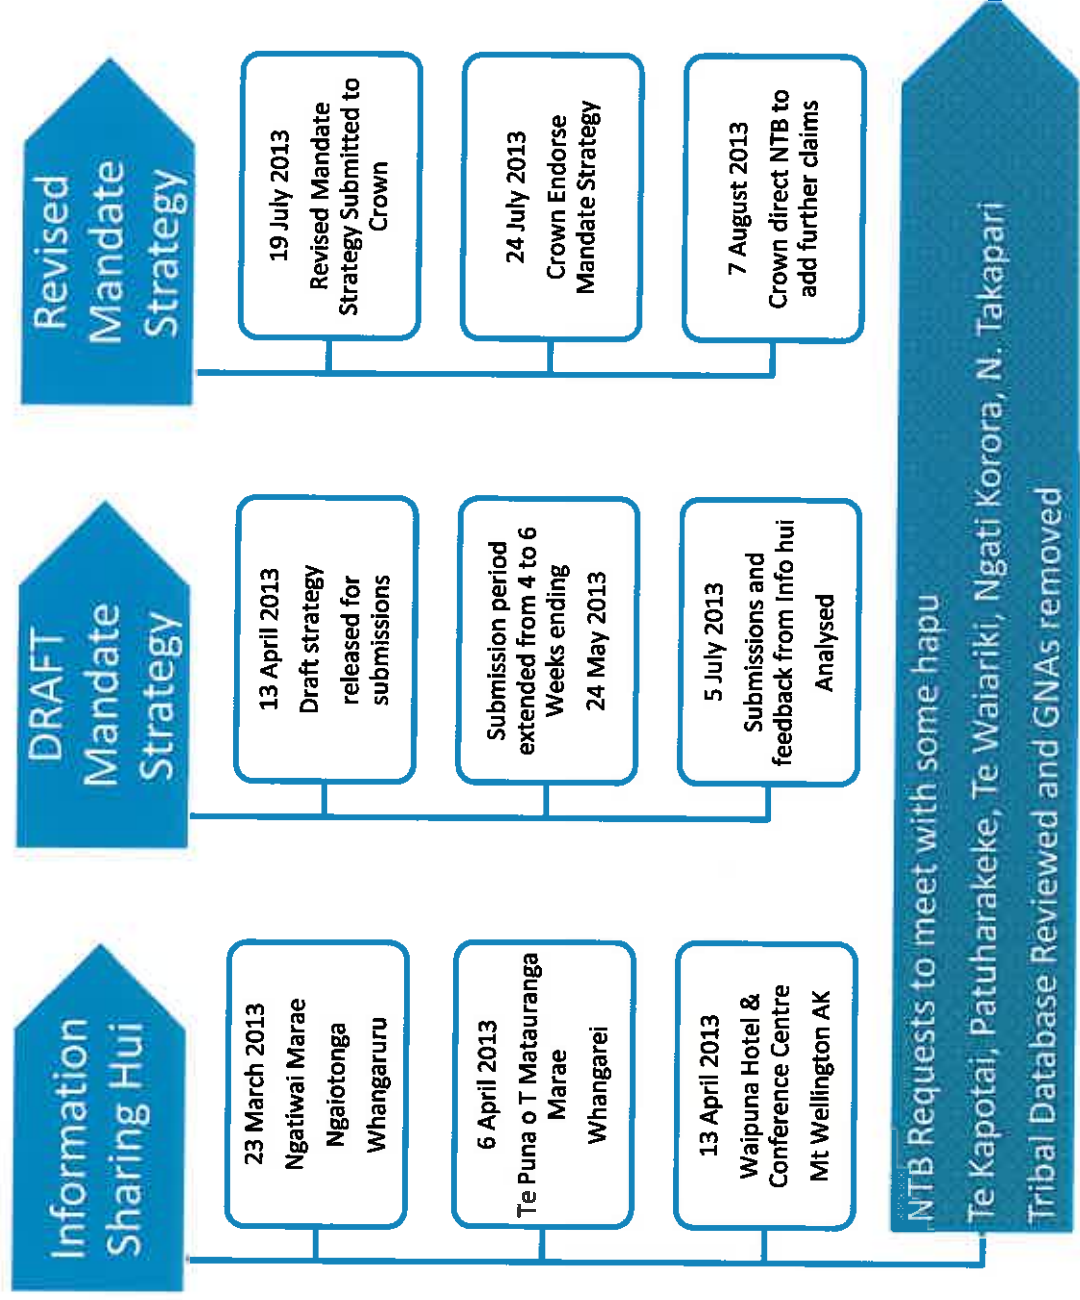 Information
Sharing Hui
23 March 2013
Ngatiwai Marae
Ngaiotonga
Whangaruru
6 April 2013
Te Puna o T Matauranga
Marae
Whangarei
13 April 2013
Waipuna Hotel &
Conference Centre
Mt Wellington AK
DRAFT
Mandate
Strategy
13 April 2013
Draft strategy
released for
submissions
Submission period
extended from 4 to 6
Weeks ending
24 May 2013
5 July 2013
Submissions and
feedback from Info hui
Analysed
Revised
Mandate
Strategy
19 July 2013
Revised Mandate
Strategy Submitted to
Crown
24 July 2013
Crown Endorse
Mandate Strategy
7 August 2013
Crown direct NTB to
add further claims
NTB Requests to meet with some hapu
Te Kapotai, Patuharakeke, Te Waiariki, Ngati Korora, N. Takapari
Tribal Database Reviewed and GNAs removed